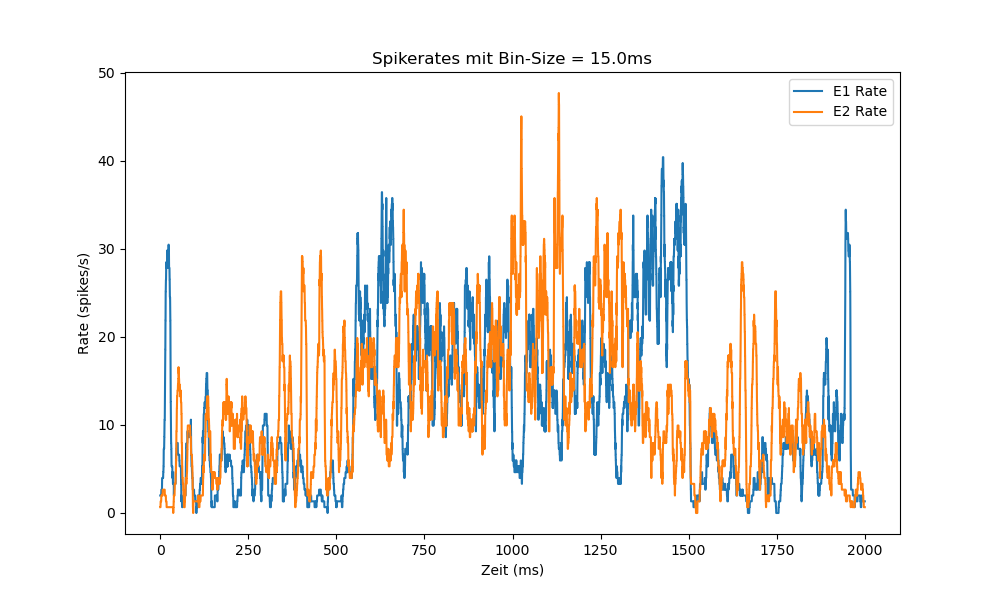 Spikerates mit Bin-Size = 15.0ms
E1 Rate
E2 Rate
50
40
30
20
10
0
Rate (spikes/s)
0 250 500 750 1000 1250 1500 1750 2000
Zeit (ms)